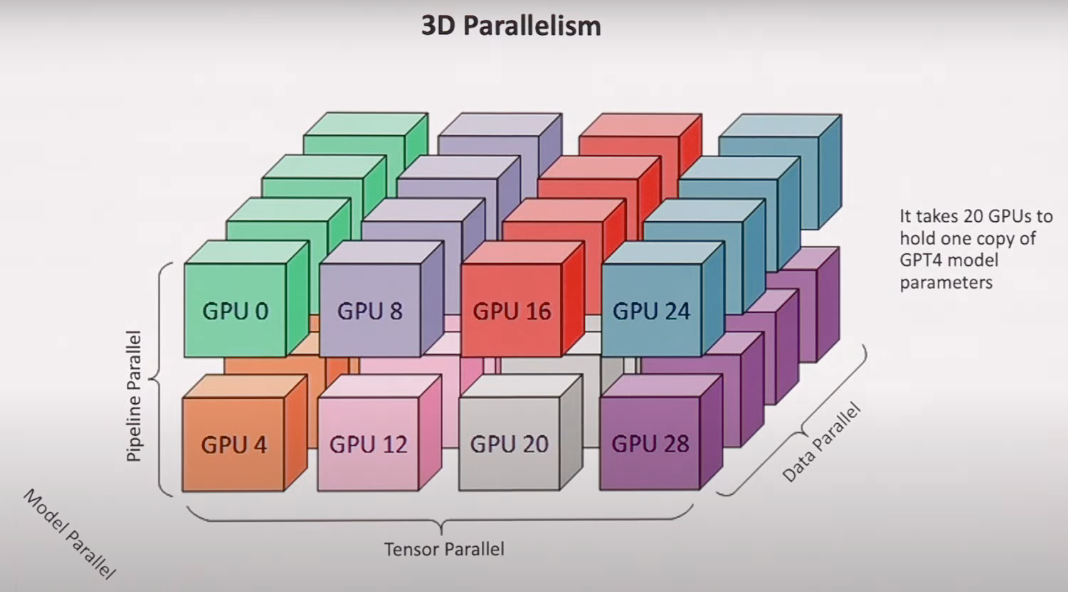 3D Parallelism
It takes 20 GPUs to
hold one copy of
GPT4 model
parameters
GPU 0
GPU 8
GPU 16
GPU 24
GPU 4
GPU 12
GPU 20
GPU 28
Pipeline Parallel
Data Parallel
Model Parallel
Tensor Parallel